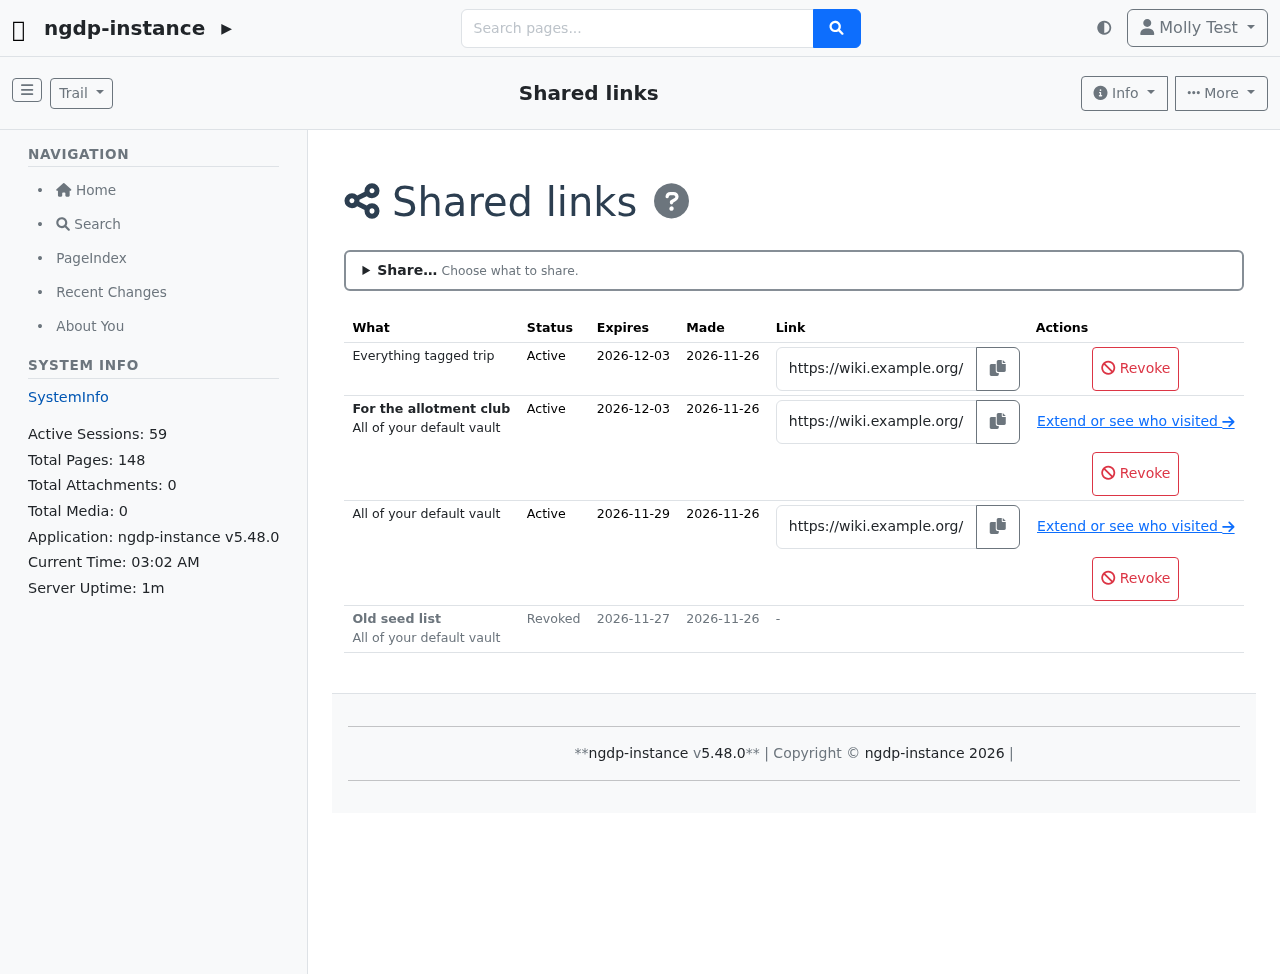 ngdp-instance ▶
Search pages...
Molly Test
Trail
Shared links
Info
More
NAVIGATION
Home
Search
PageIndex
Recent Changes
About You
SYSTEM INFO
SystemInfo
Active Sessions: 59
Total Pages: 148
Total Attachments: 0
Total Media: 0
Application: ngdp-instance v5.48.0
Current Time: 03:02 AM
Server Uptime: 1m
Shared links ?
▶ Share… Choose what to share.
What Status Expires Made Link Actions
Everything tagged trip Active 2026-12-03 2026-11-26 https://wiki.example.org/ Revoke
For the allotment club Active 2026-12-03 2026-11-26 https://wiki.example.org/ Extend or see who visited →
All of your default vault
Revoke
All of your default vault Active 2026-11-29 2026-11-26 https://wiki.example.org/ Extend or see who visited →
Revoke
Old seed list Revoked 2026-11-27 2026-11-26 -
All of your default vault
**ngdp-instance v5.48.0** | Copyright © ngdp-instance 2026 |